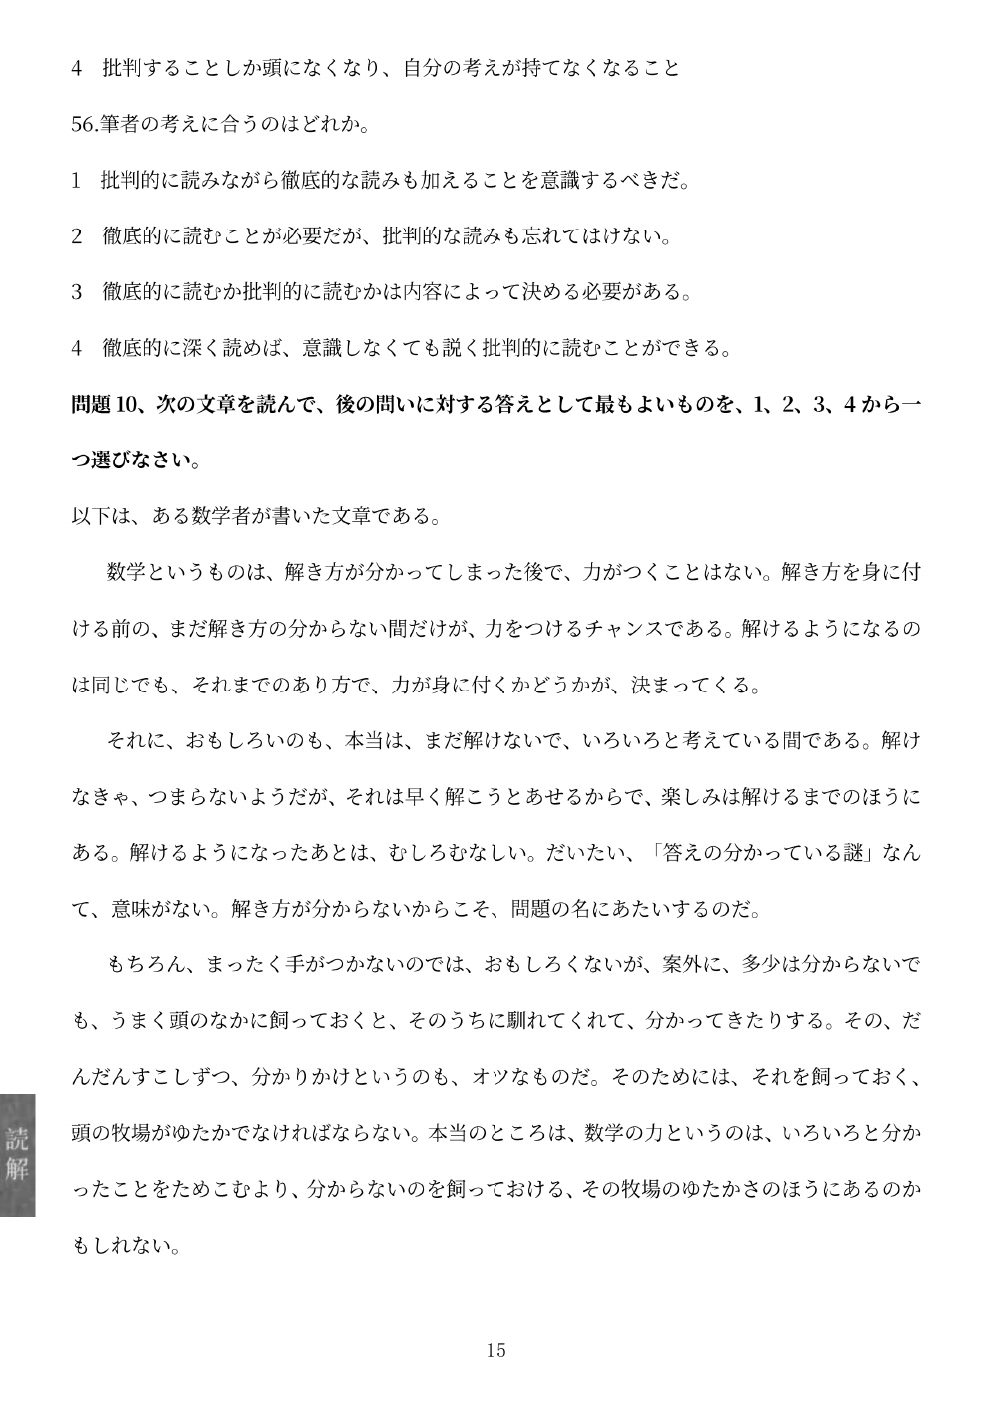 4　批判することしか頭になくなり、自分の考えが持てなくなること
56.筆者の考えに合うのはどれか。
1　批判的に読みながら徹底的な読みも加えることを意識するべきだ。
2　徹底的に読むことが必要だが、批判的な読みも忘れてはけない。
3　徹底的に読むか批判的に読むかは内容によって決める必要がある。
4　徹底的に深く読めば、意識しなくても説く批判的に読むことができる。
問題 10、次の文章を読んで、後の問いに対する答えとして最もよいものを、1、2、3、4 から一
つ選びなさい。
以下は、ある数学者が書いた文章である。
数学というものは、解き方が分かってしまった後で、力がつくことはない。解き方を身に付
ける前の、まだ解き方の分からない間だけが、力をつけるチャンスである。解けるようになるの
は同じでも、それまでのあり方で、力が身に付くかどうかが、決まってくる。
それに、おもしろいのも、本当は、まだ解けないで、いろいろと考えている間である。解け
なきゃ、つまらないようだが、それは早く解こうとあせるからで、楽しみは解けるまでのほうに
ある。解けるようになったあとは、むしろむなしい。だいたい、「答えの分かっている謎」なん
て、意味がない。解き方が分からないからこそ、問題の名にあたいするのだ。
もちろん、まったく手がつかないのでは、おもしろくないが、案外に、多少は分からないで
も、うまく頭のなかに飼っておくと、そのうちに馴れてくれて、分かってきたりする。その、だ
んだんすこしずつ、分かりかけというのも、オツなものだ。そのためには、それを飼っておく、
頭の牧場がゆたかでなければならない。本当のところは、数学の力というのは、いろいろと分か
ったことをためこむより、分からないのを飼っておける、その牧場のゆたかさのほうにあるのか
もしれない。
読解
15